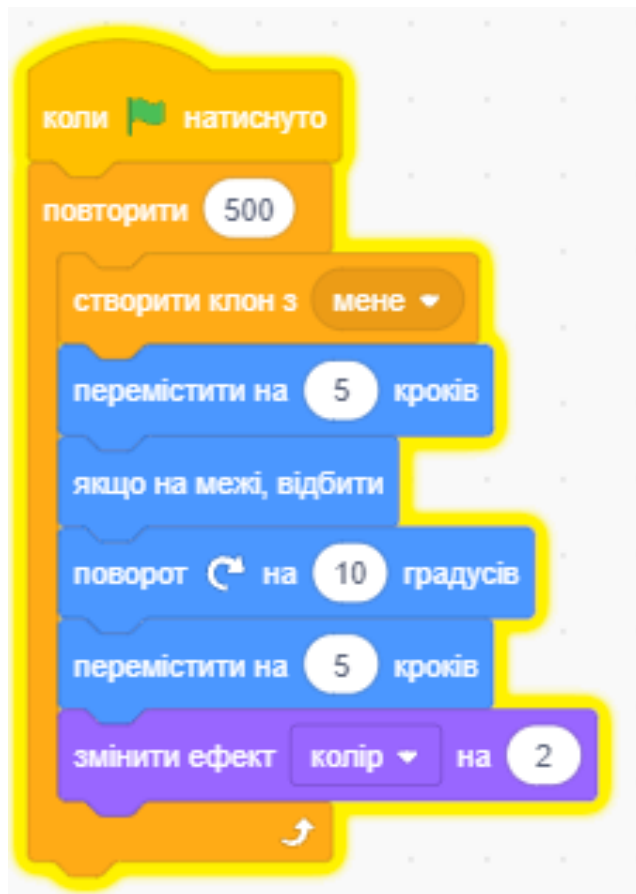 коли натиснуто
повторити 500
створити клон з мене
перемістити на 5 кроків
якщо на межі, відбити
поворот на 10 градусів
перемістити на 5 кроків
змінити ефект колір на 2